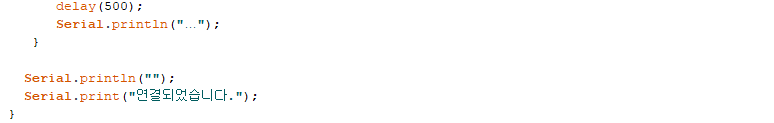 delay(500);
Serial.println("...");
}
Serial.println("");
Serial.print("연결되었습니다.");
}